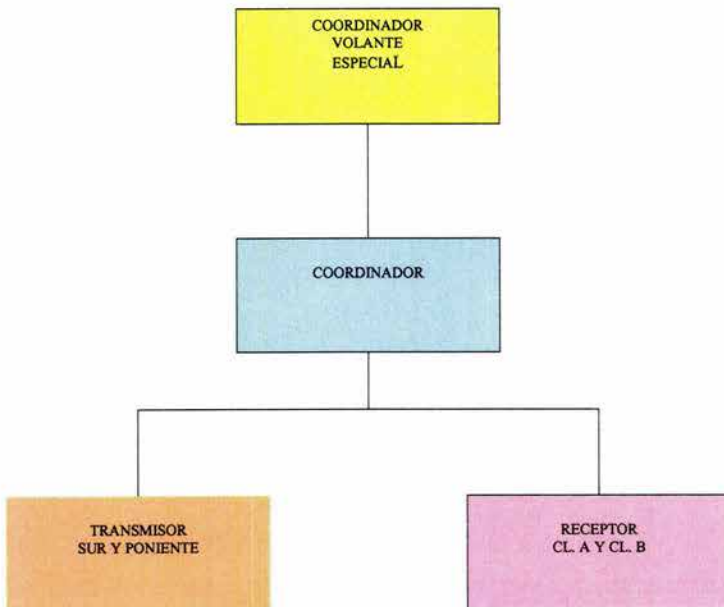 COORDINADOR
VOLANTE
ESPECIAL
COORDINADOR
TRANSMISOR
SUR Y PONIENTE
RECEPTOR
CL. A Y CL. B